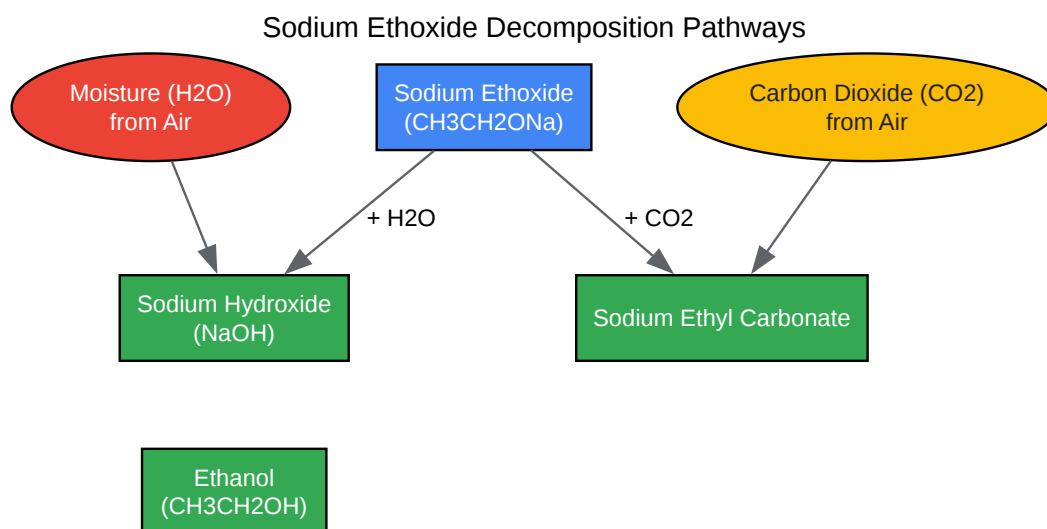 Sodium Ethoxide Decomposition Pathways
Moisture (H2O)
from Air
Sodium Ethoxide
(CH3CH2ONa)
Carbon Dioxide (CO2)
from Air
+ H2O
+ CO2
Sodium Hydroxide
(NaOH)
Sodium Ethyl Carbonate
Ethanol
(CH3CH2OH)